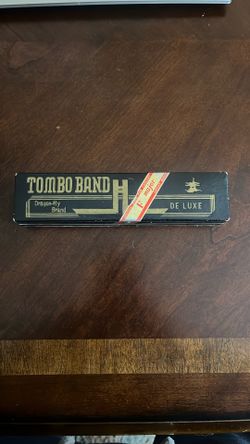 TOMBO BAND
Dragon-fly
Brand
DE LUXE